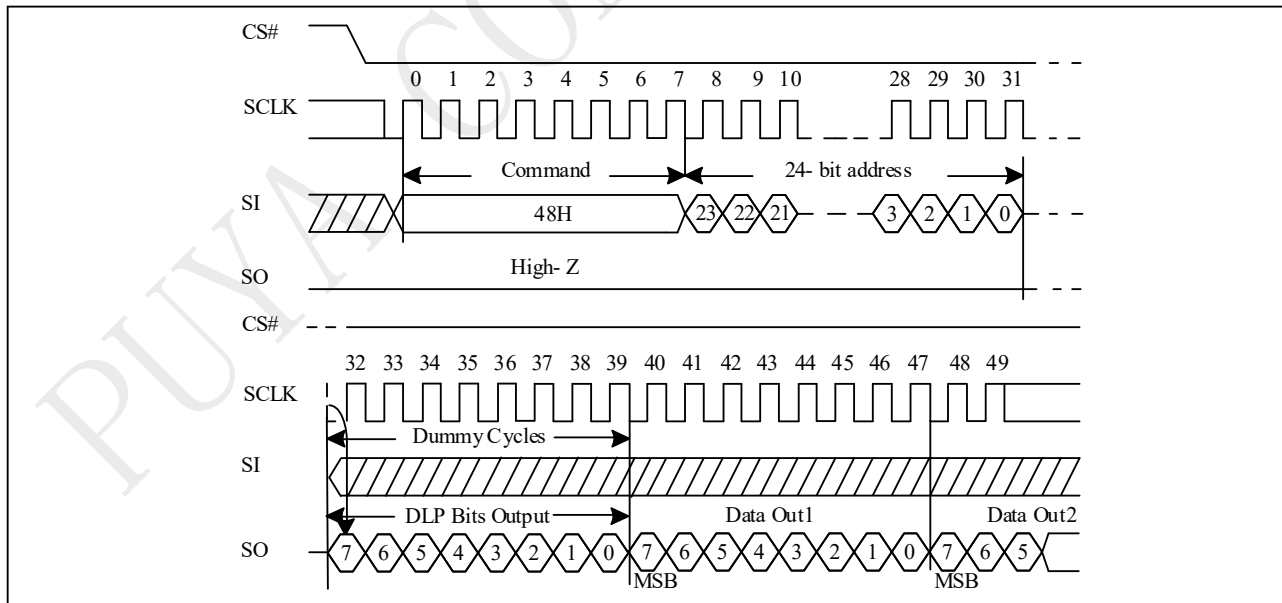 CS#
0 1 2 3 4 5 6 7 8 9 10 28 29 30 31
SCLK
Command 24- bit address
SI
48H 23 22 21 3 2 1 0
High- Z
SO
CS#
32 33 34 35 36 37 38 39 40 41 42 43 44 45 46 47 48 49
SCLK
Dummy Cycles
SI
DLP Bits Output Data Out1 Data Out2
SO 7 6 5 4 3 2 1 0 7 6 5 4 3 2 1 0 7 6 5
MSB MSB
PUYA CO